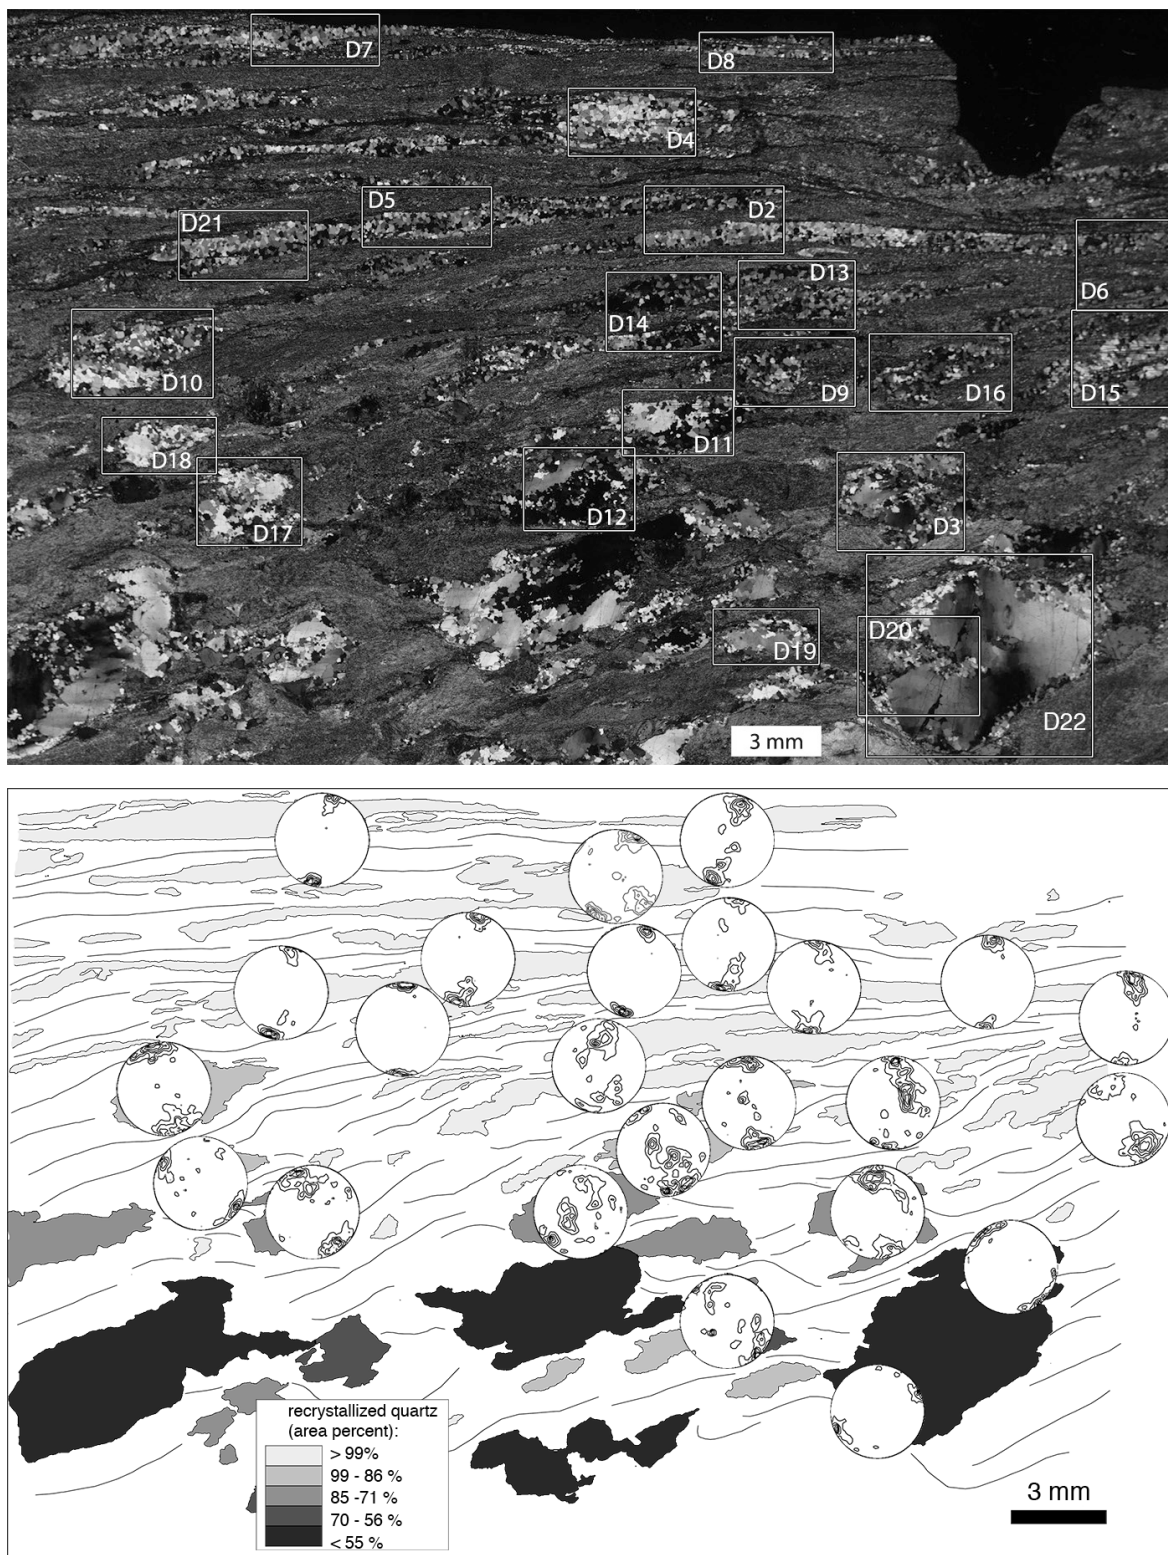 D7
D8
D4
D5
D2
D21
D13
D6
D14
D10
D9
D16
D15
D11
D18
D17
D12
D3
D20
D19
D22
3 mm
recrystallized quartz
(area percent):
> 99%
99 - 86 %
85 -71 %
70 - 56 %
< 55 %
3 mm